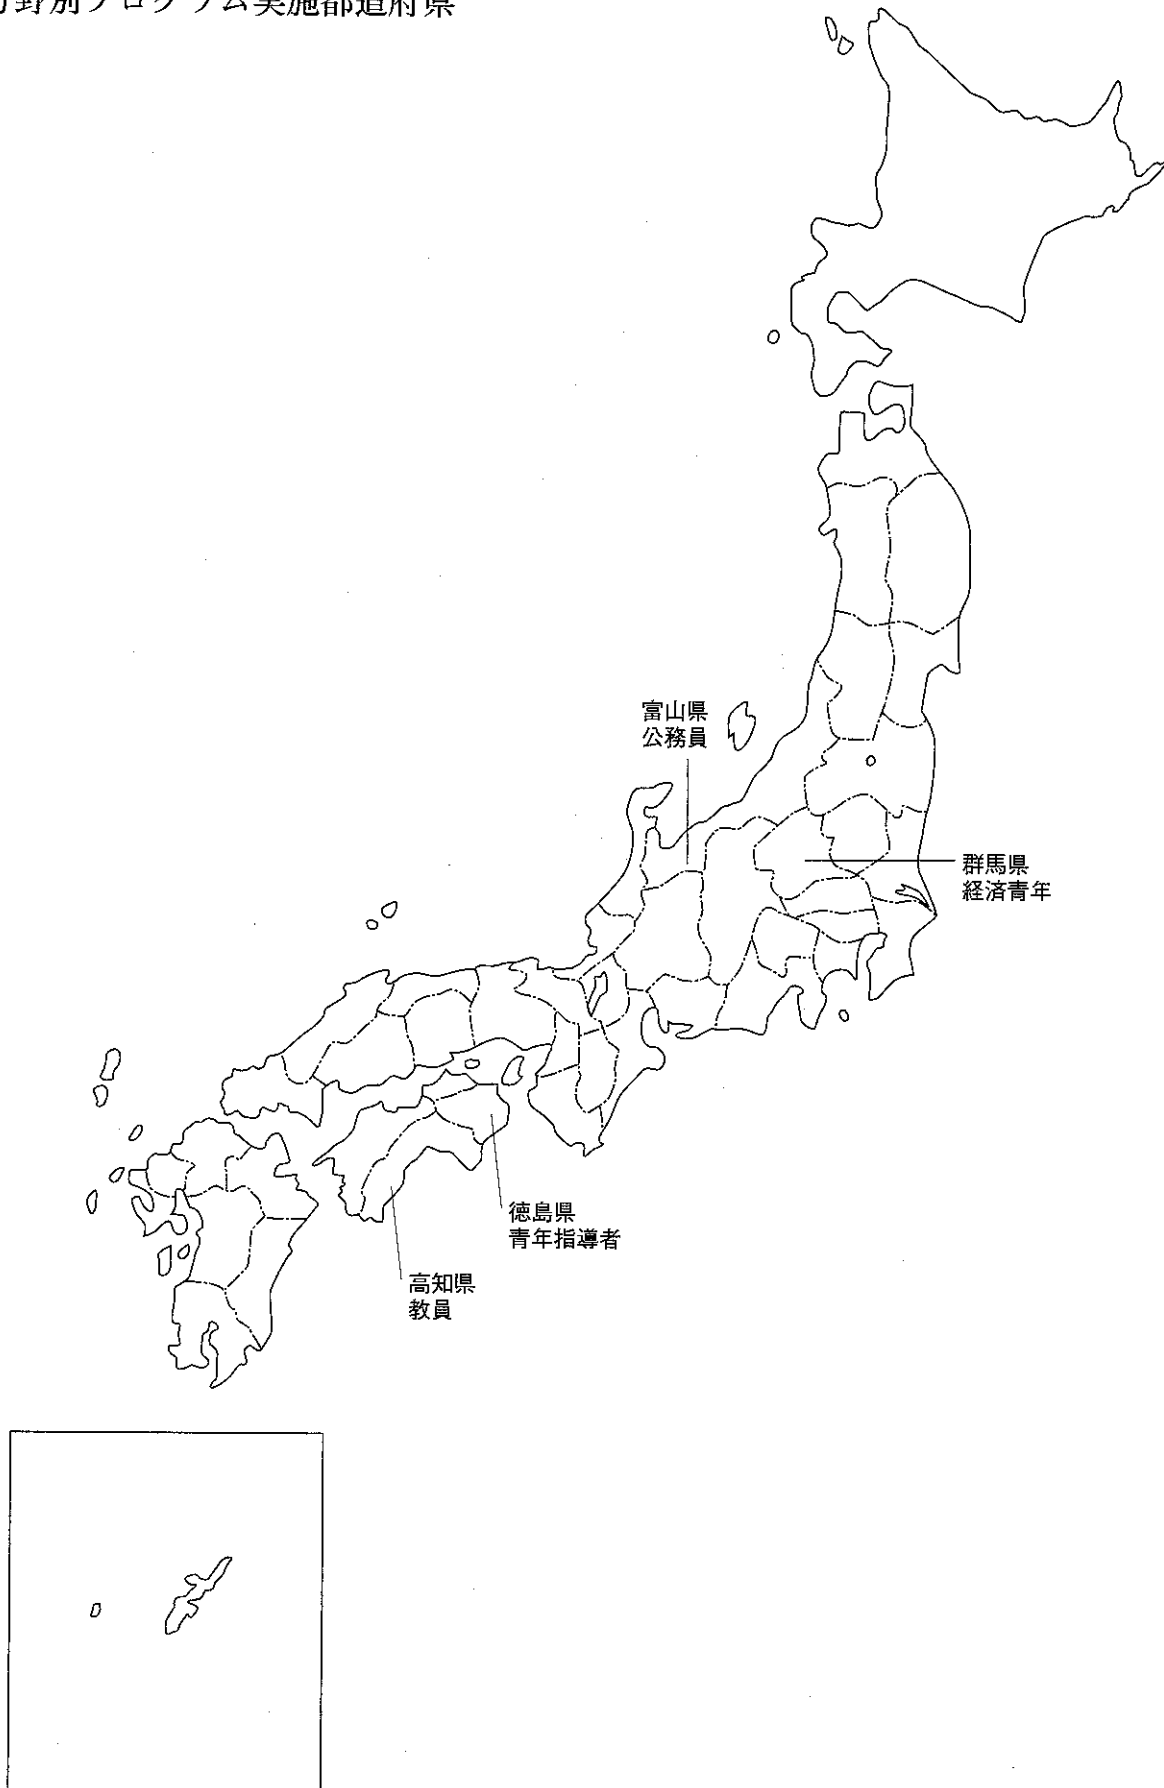 分野別プログラム実施都道府県
富山県
公務員
群馬県
経済青年
徳島県
青年指導者
高知県
教員